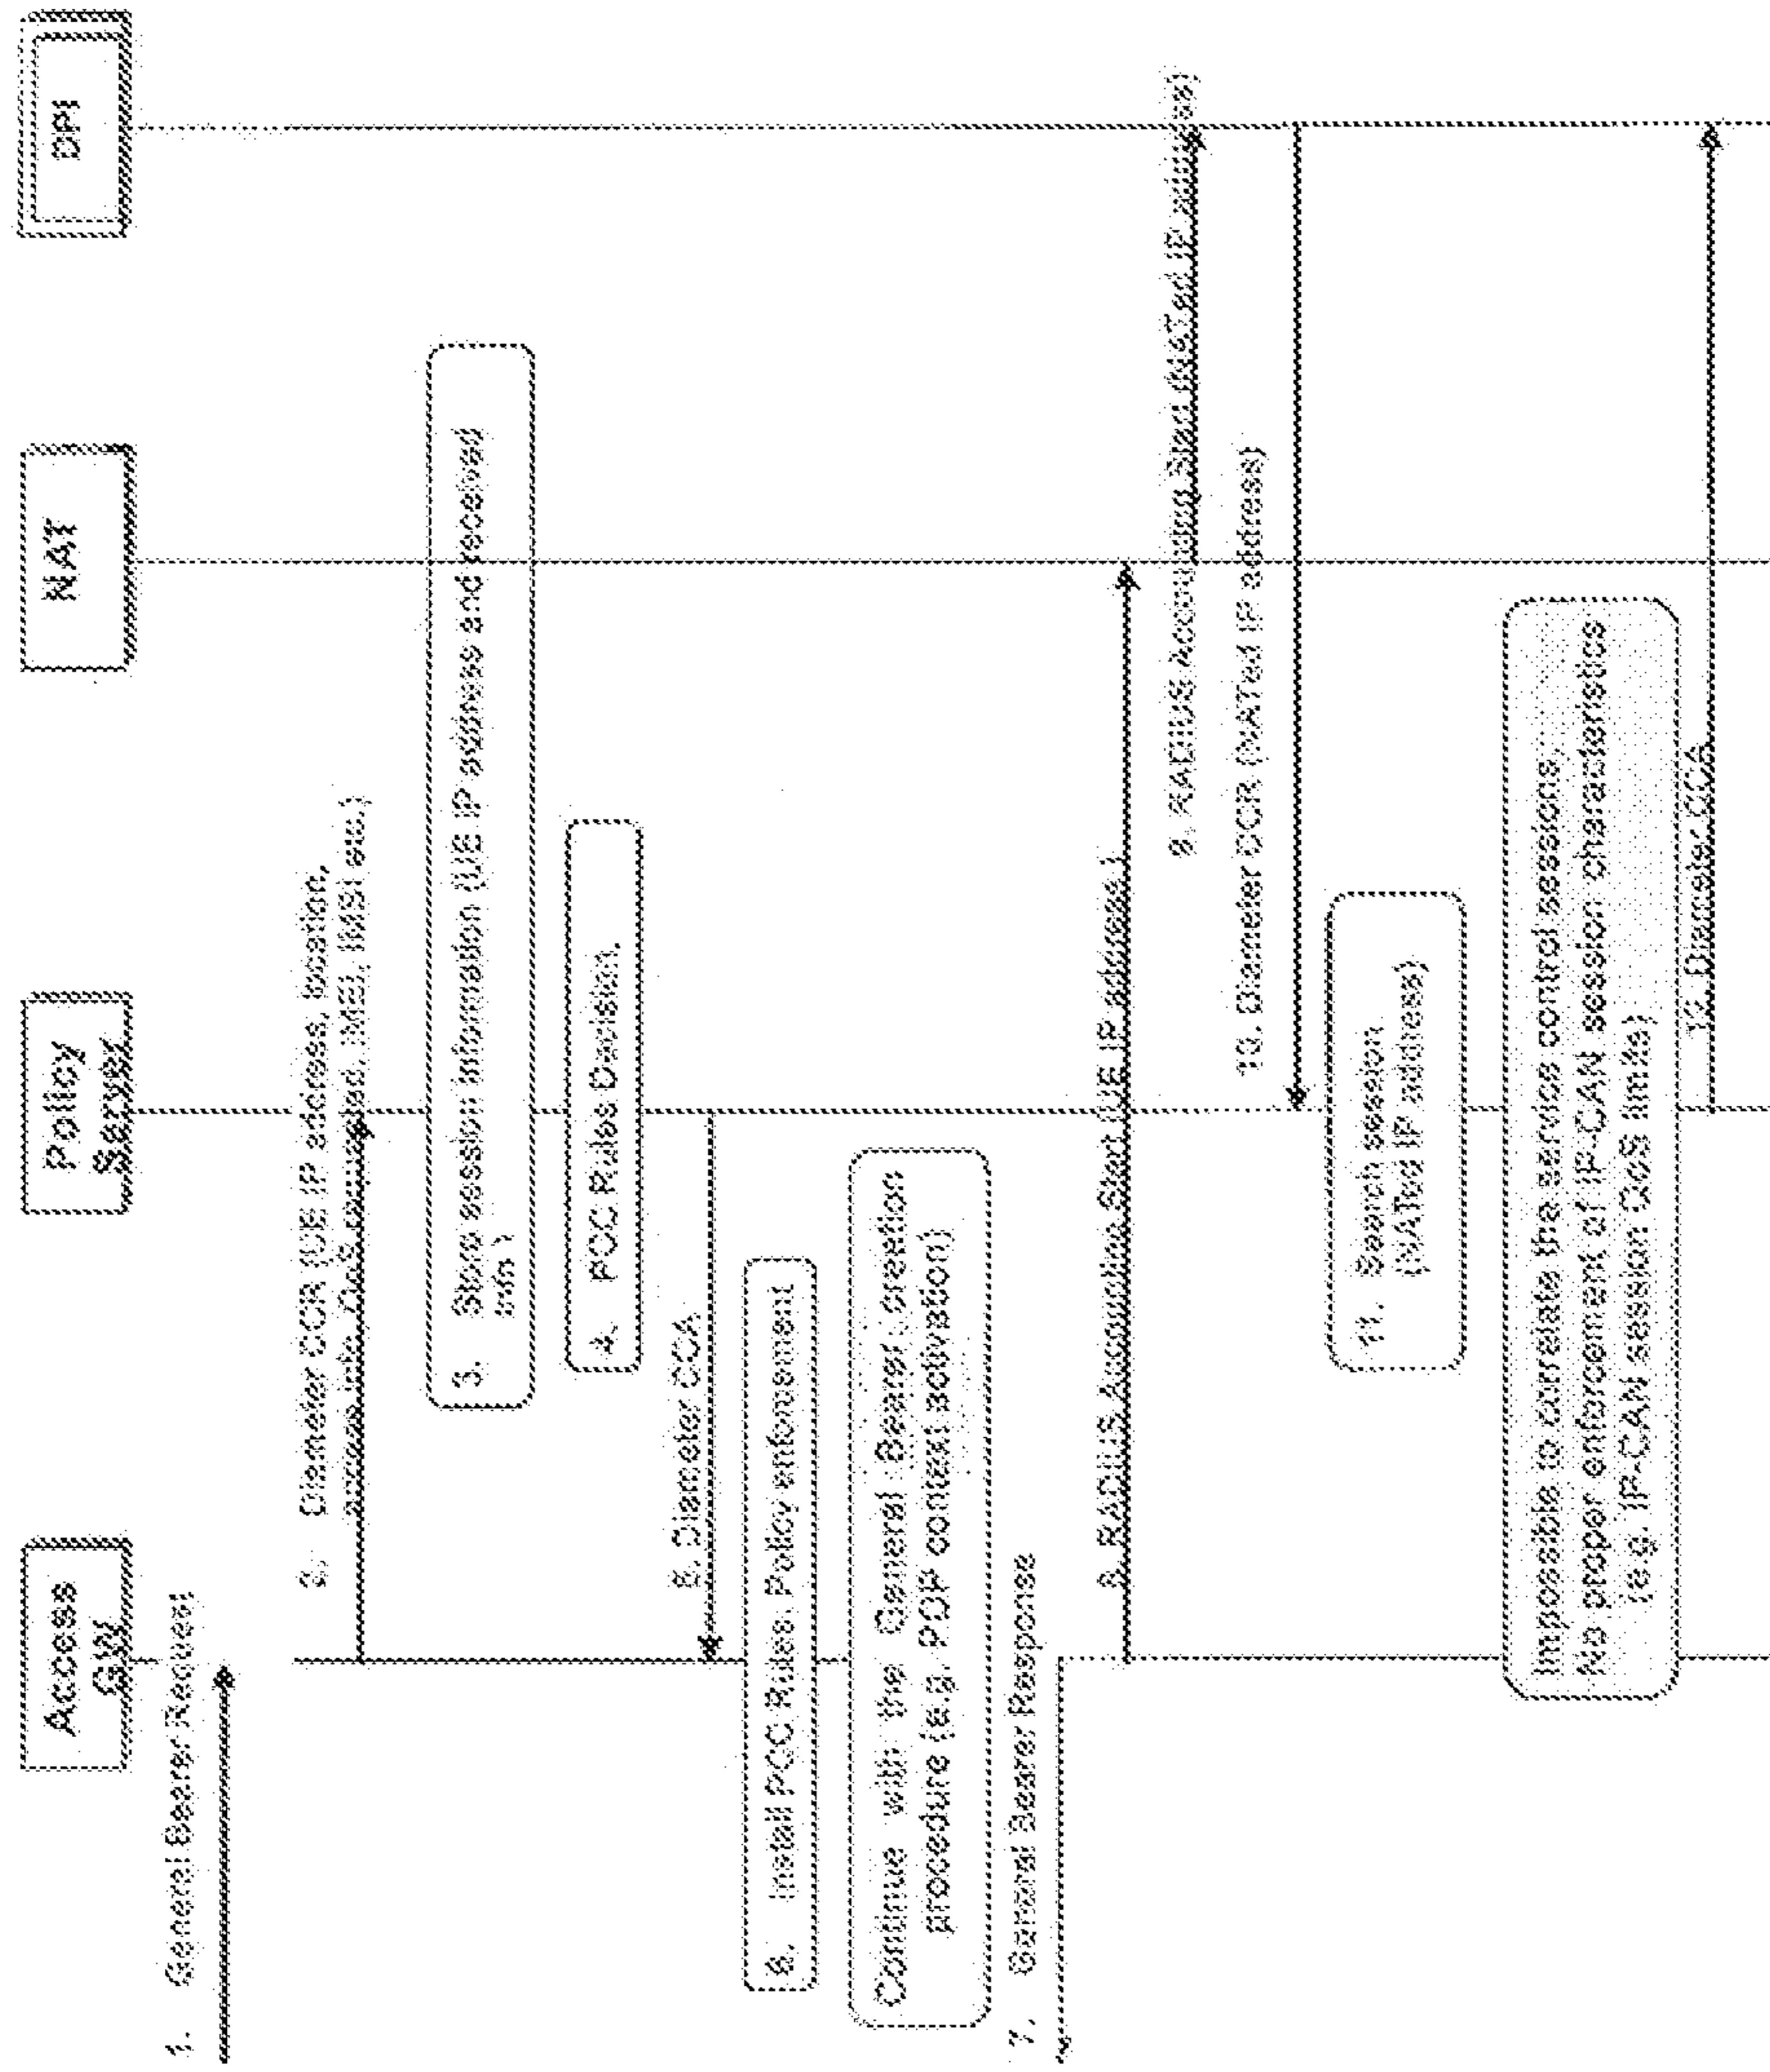 Access
GW
Policy
Server
NAT
DPI
1. General Bearer Request
2. Diameter CCR (UE IP address, location,
access info, QoS
IMEI, IMSI etc.)
3. Store session information (UE IP address and received
info )
4. PCC Rules Decision.
5. Diameter CCA
6. Install PCC Rules. Policy enforcement
Continue with the General Bearer creation
procedure (e.g. PDP context activation)
7. General Bearer Response
8. RADIUS Accounting Start (UE IP address )
9. RADIUS Accounting Start (NATed IP address)
10. Diameter CCR (NATed IP address)
11. Search session
(NATed IP address)
Impossible to correlate the service control sessions.
No proper enforcement of IP-CAN session characteristics
(e.g. IP-CAN session QoS limits)
12. Diameter CCA